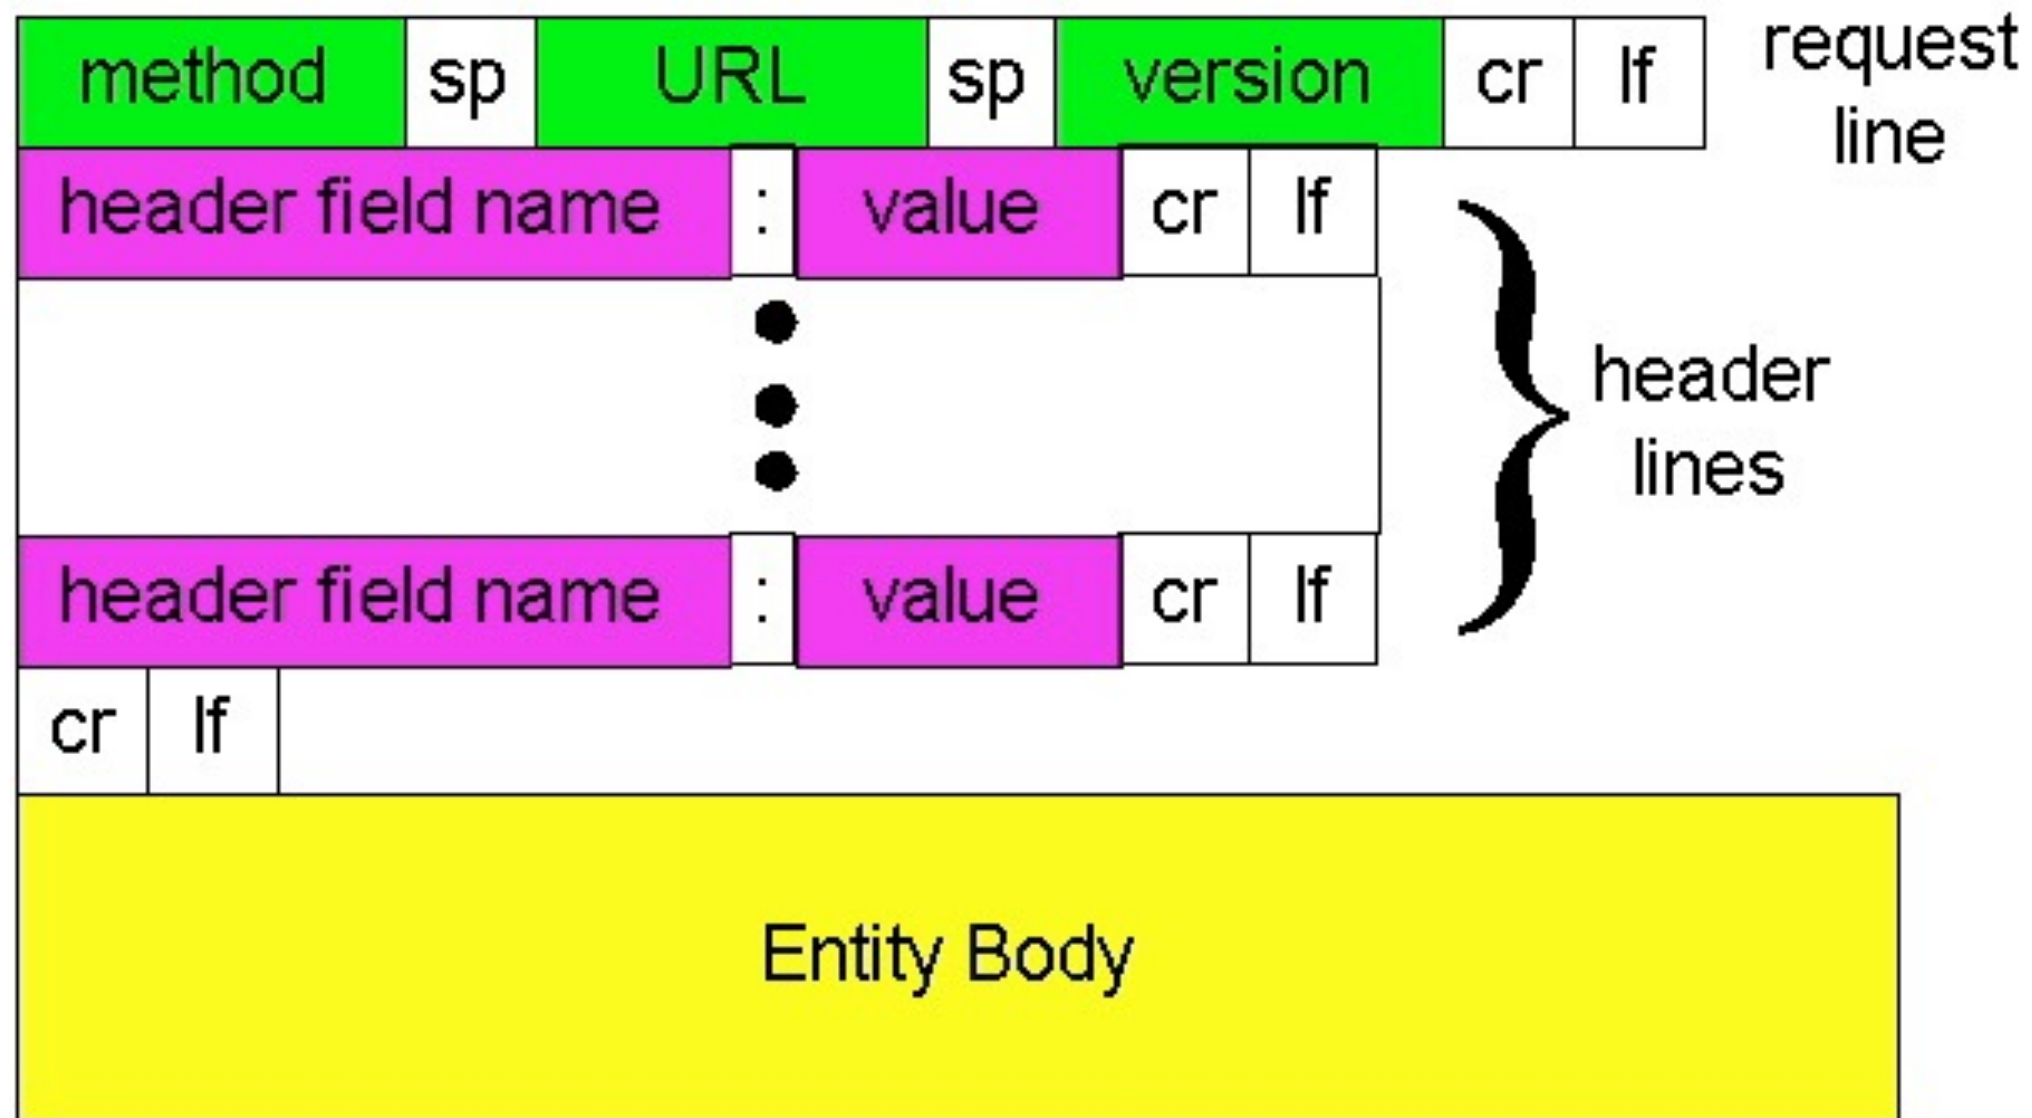 method sp URL sp version cr lf
request
line
header field name : value cr lf
header
lines
header field name : value cr lf
cr lf
Entity Body